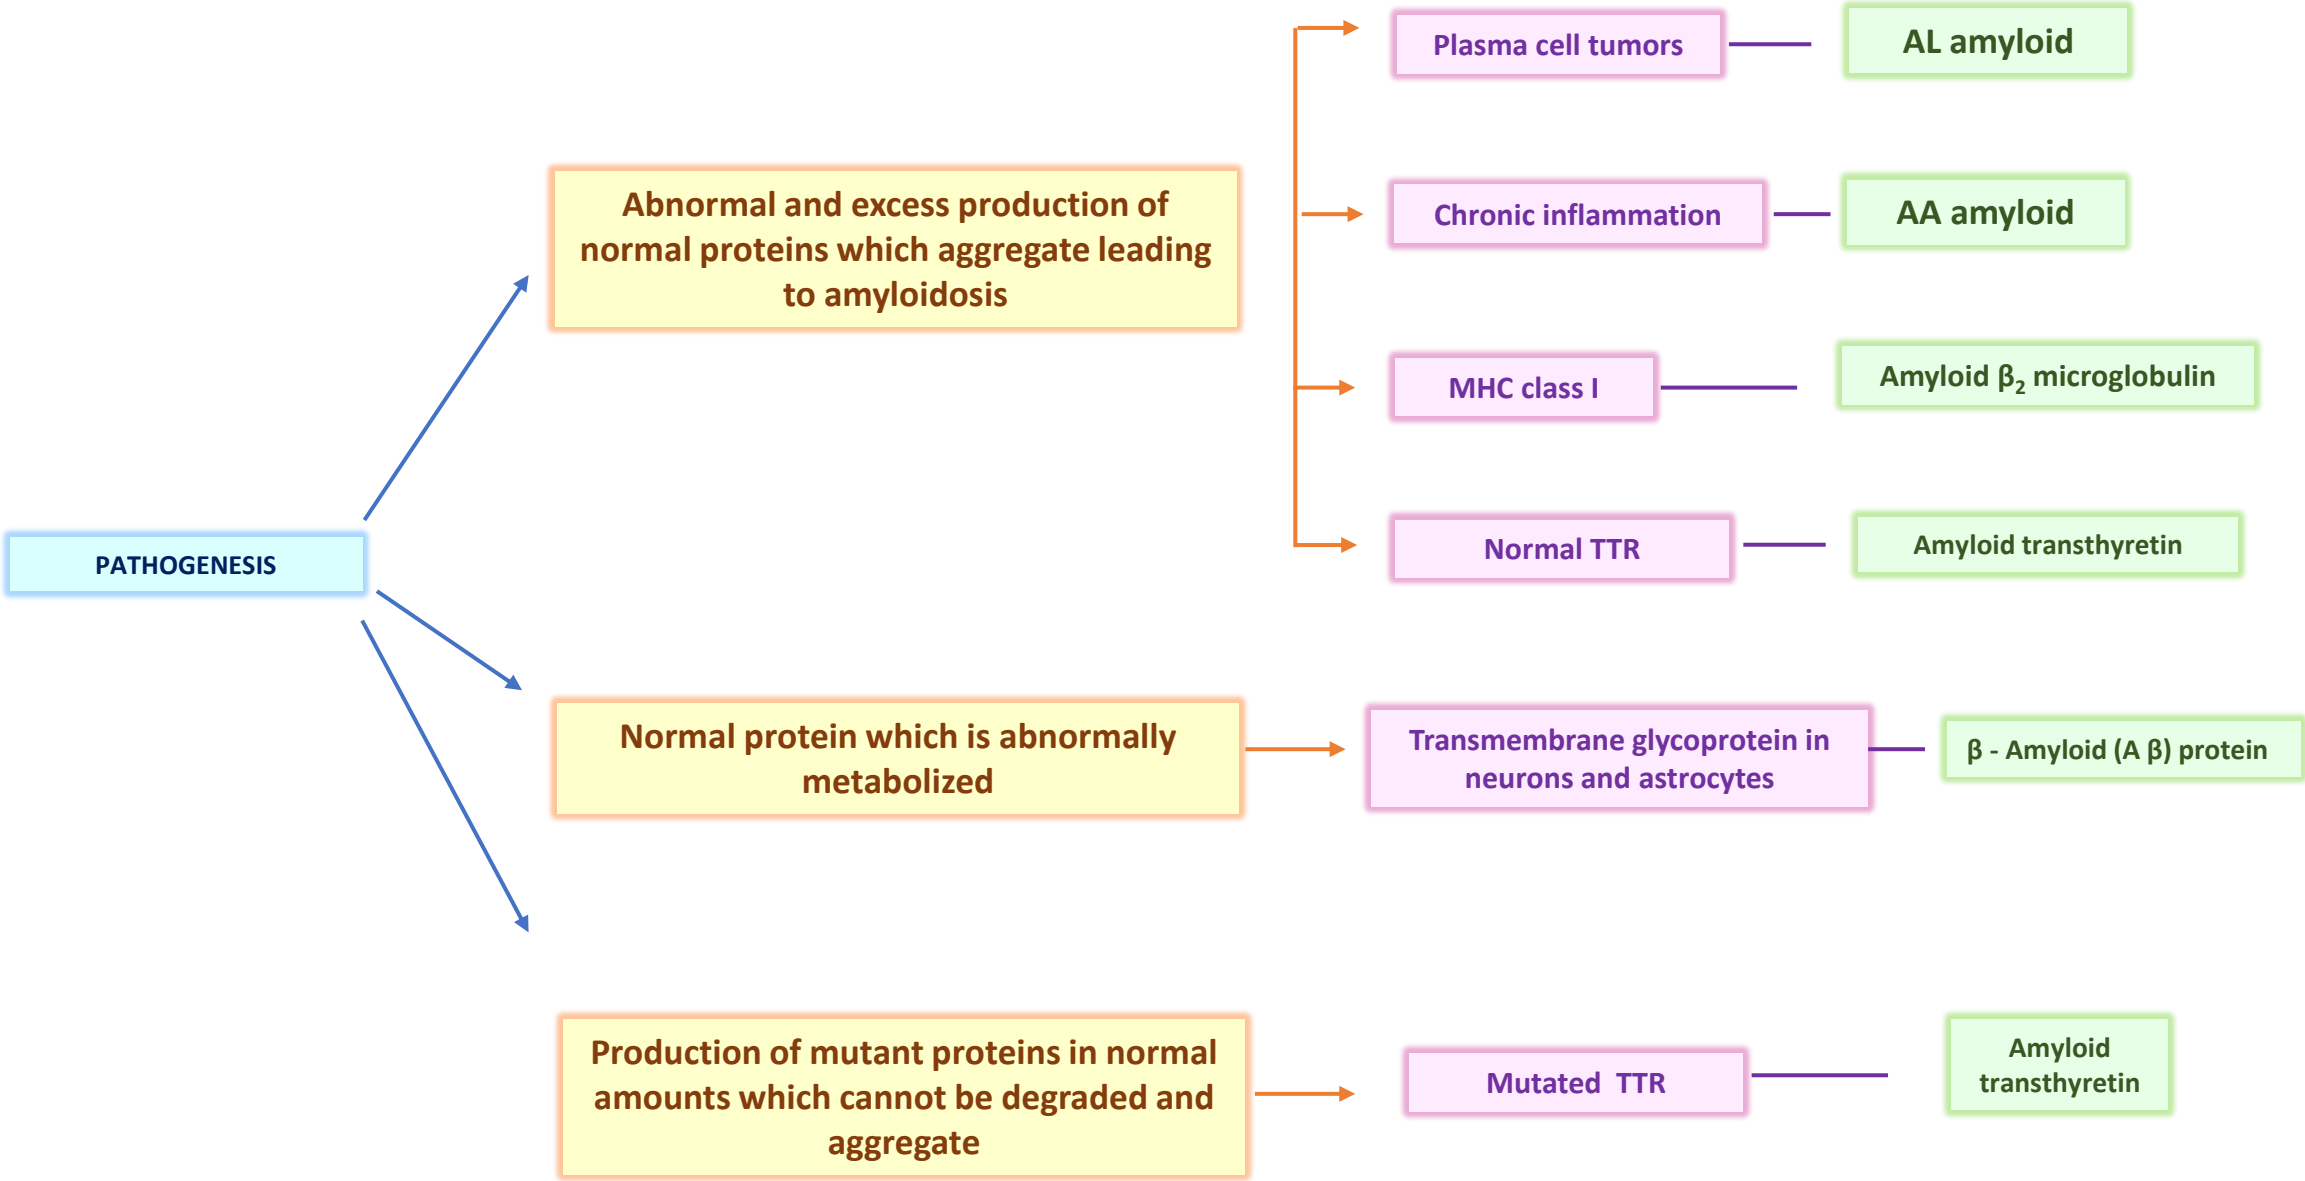 Plasma cell tumors
AL amyloid
Abnormal and excess production of
normal proteins which aggregate leading
to amyloidosis
Chronic inflammation
AA amyloid
MHC class I
Amyloid β₂ microglobulin
Normal TTR
Amyloid transthyretin
PATHOGENESIS
Normal protein which is abnormally
metabolized
Transmembrane glycoprotein in
neurons and astrocytes
β - Amyloid (A β) protein
Production of mutant proteins in normal
amounts which cannot be degraded and
aggregate
Mutated  TTR
Amyloid
transthyretin